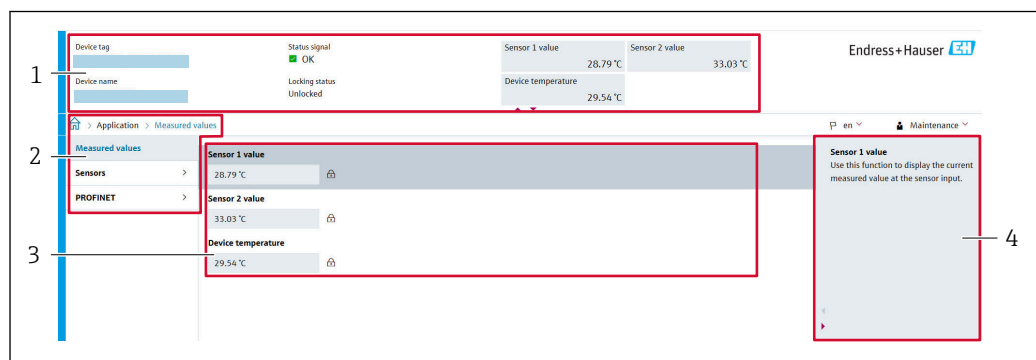 Device tag
Status signal
Sensor 1 value
Sensor 2 value
Endress+Hauser EH
OK
28.79 °C
33.03 °C
1
Device name
Locking status
Device temperature
Unlocked
29.54 °C
> Application > Measured values
en
Maintenance
2
Measured values
Sensor 1 value
Sensor 1 value
Use this function to display the current
measured value at the sensor input.
Sensors >
28.79 °C
PROFINET >
Sensor 2 value
33.03 °C
4
Device temperature
3
29.54 °C